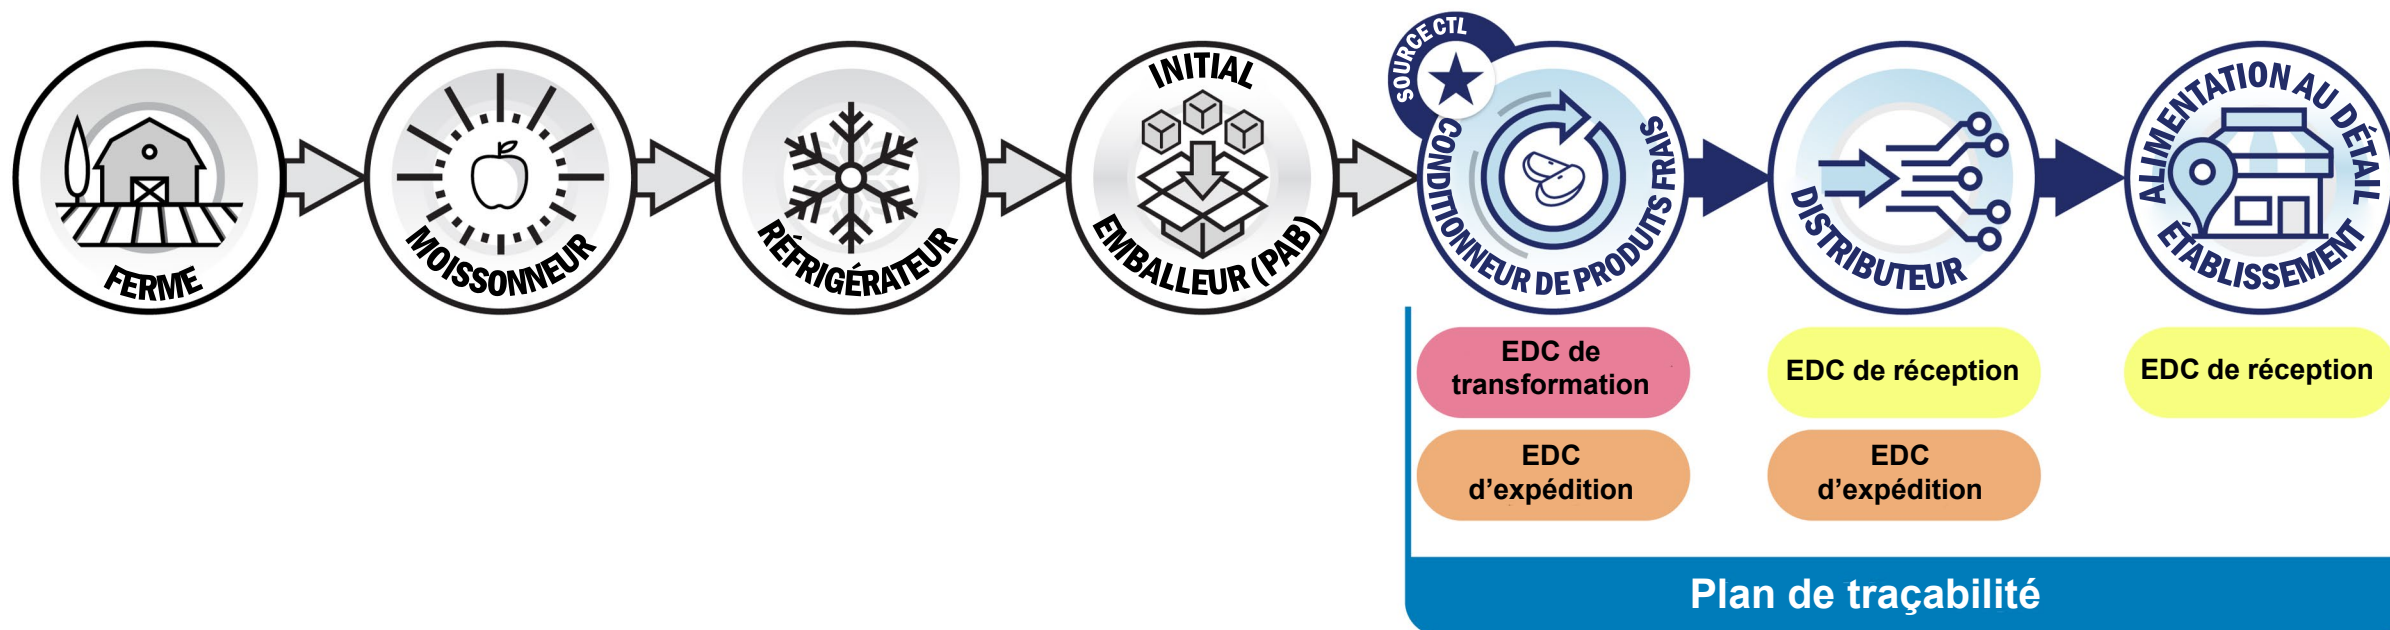 FERME
MOISSONNEUR
RÉFRIGÉRATEUR
INITIAL
EMBALLEUR (PAB)
SOURCE CTL
CONDITIONNEUR DE PRODUITS FRAIS
DISTRIBUTEUR
ALIMENTATION AU DÉTAIL
ÉTABLISSEMENT
EDC de
transformation
EDC de réception
EDC de réception
EDC
d’expédition
EDC
d’expédition
Plan de traçabilité